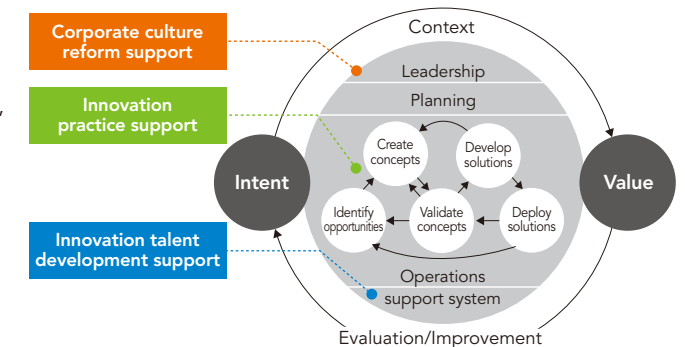 Corporate culture
reform support
Innovation
practice support
Innovation talent
development support
,
Context
Leadership
Planning
Create
concepts
Develop
solutions
Intent
Value
Identify
opportunities
Validate
concepts
Deploy
solutions
Operations
support system
Evaluation/Improvement